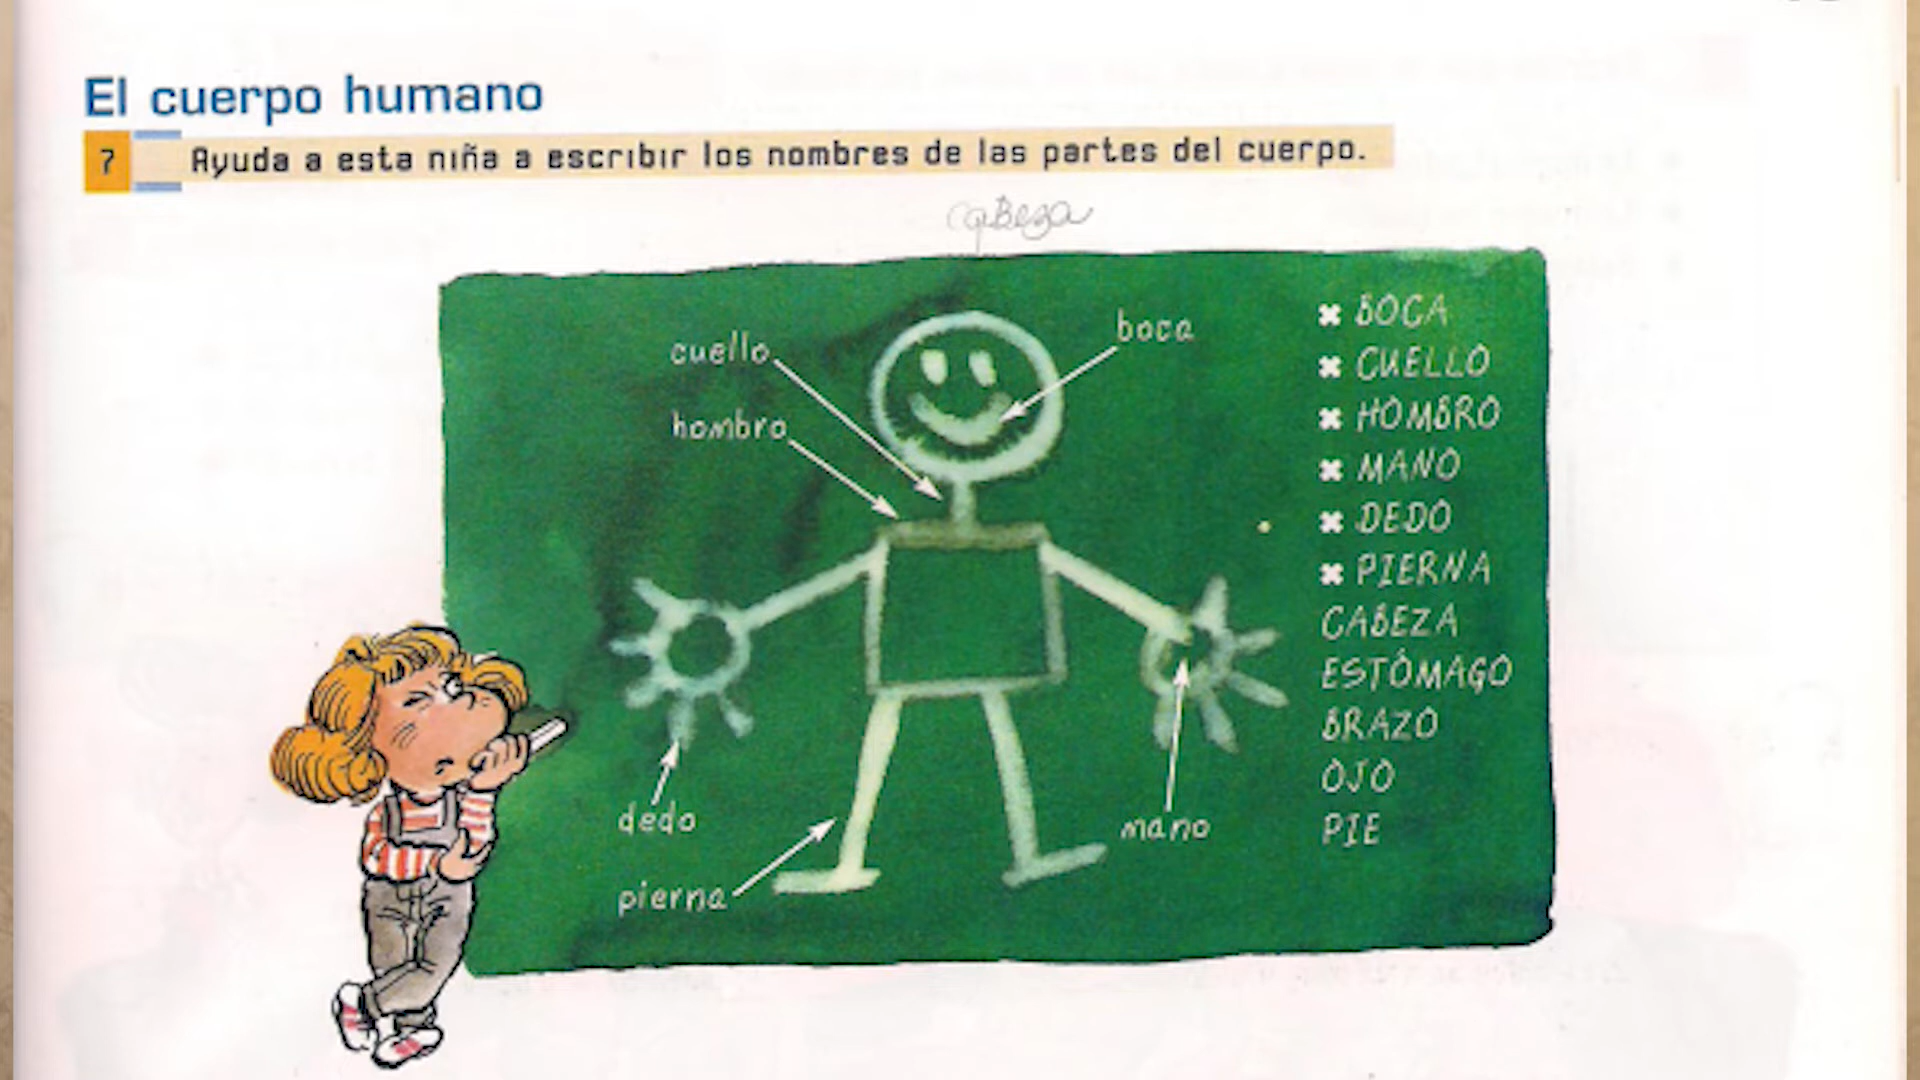 El cuerpo humano
7 Ayuda a esta niña a escribir los nombres de las partes del cuerpo.
cabeza
cuello
boca
hombro
dedo
mano
pierna
✖ BOCA
✖ CUELLO
✖ HOMBRO
✖ MANO
✖ DEDO
✖ PIERNA
CABEZA
ESTÓMAGO
BRAZO
OJO
PIE